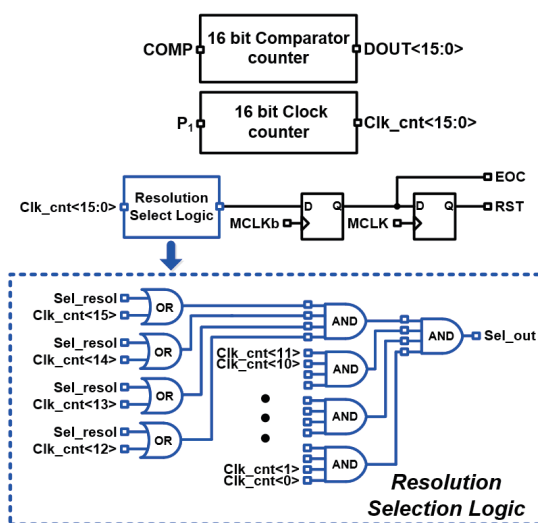 COMP
16 bit Comparator
counter
DOUT<15:0>
P1
16 bit Clock
counter
Clk_cnt<15:0>
Clk_cnt<15:0>
Resolution
Select Logic
D
Q
MCLKb
D
Q
MCLK
EOC
RST
Sel_resol
Clk_cnt<15>
OR
Sel_resol
Clk_cnt<14>
OR
Sel_resol
Clk_cnt<13>
OR
Sel_resol
Clk_cnt<12>
OR
AND
Clk_cnt<11>
Clk_cnt<10>
AND
AND
Clk_cnt<1>
Clk_cnt<0>
AND
AND
Sel_out
Resolution
Selection Logic